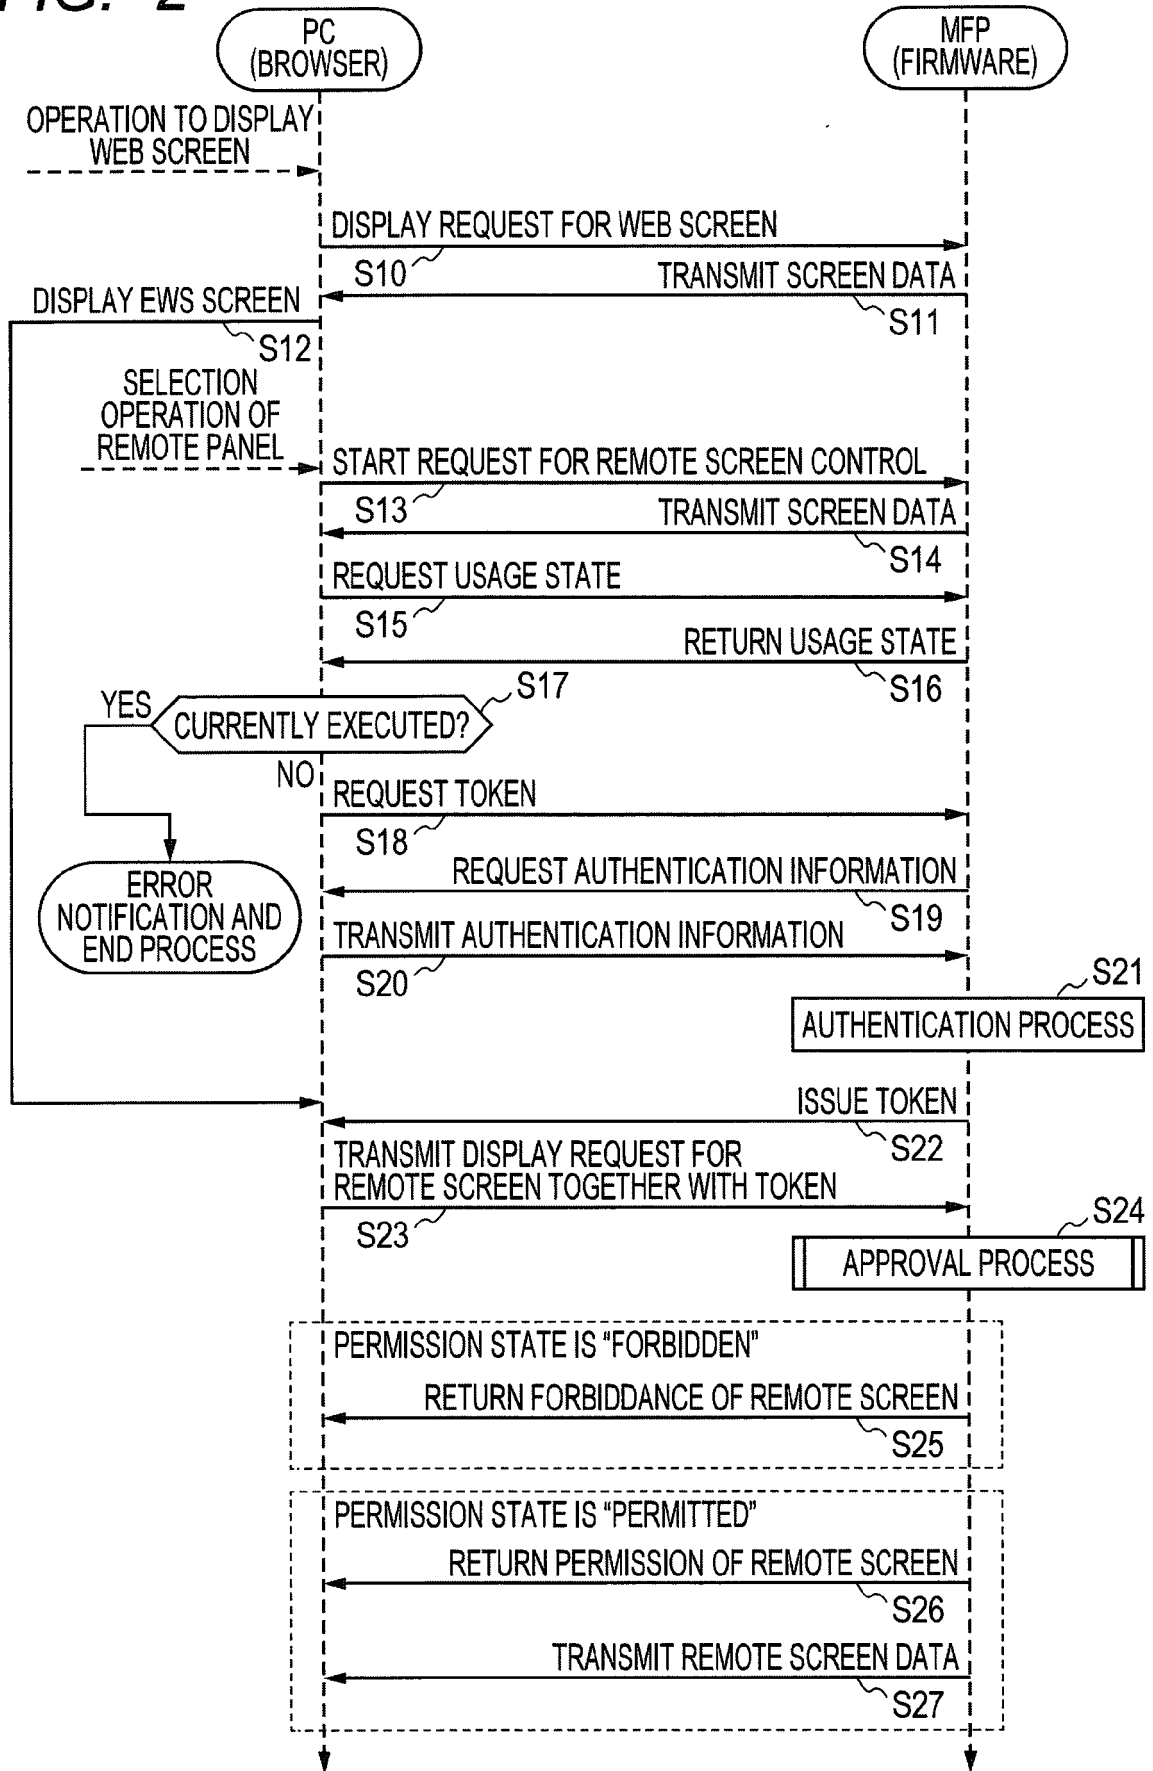 FIG. 2
PC
(BROWSER)
MFP
(FIRMWARE)
OPERATION TO DISPLAY
WEB SCREEN
DISPLAY REQUEST FOR WEB SCREEN
S10
TRANSMIT SCREEN DATA
S11
DISPLAY EWS SCREEN
S12
SELECTION
OPERATION OF
REMOTE PANEL
START REQUEST FOR REMOTE SCREEN CONTROL
S13
TRANSMIT SCREEN DATA
S14
REQUEST USAGE STATE
S15
RETURN USAGE STATE
S16
S17
YES
CURRENTLY EXECUTED?
NO
REQUEST TOKEN
S18
ERROR
NOTIFICATION AND
END PROCESS
REQUEST AUTHENTICATION INFORMATION
S19
TRANSMIT AUTHENTICATION INFORMATION
S20
S21
AUTHENTICATION PROCESS
ISSUE TOKEN
S22
TRANSMIT DISPLAY REQUEST FOR
REMOTE SCREEN TOGETHER WITH TOKEN
S23
S24
APPROVAL PROCESS
PERMISSION STATE IS “FORBIDDEN”
RETURN FORBIDDANCE OF REMOTE SCREEN
S25
PERMISSION STATE IS “PERMITTED”
RETURN PERMISSION OF REMOTE SCREEN
S26
TRANSMIT REMOTE SCREEN DATA
S27